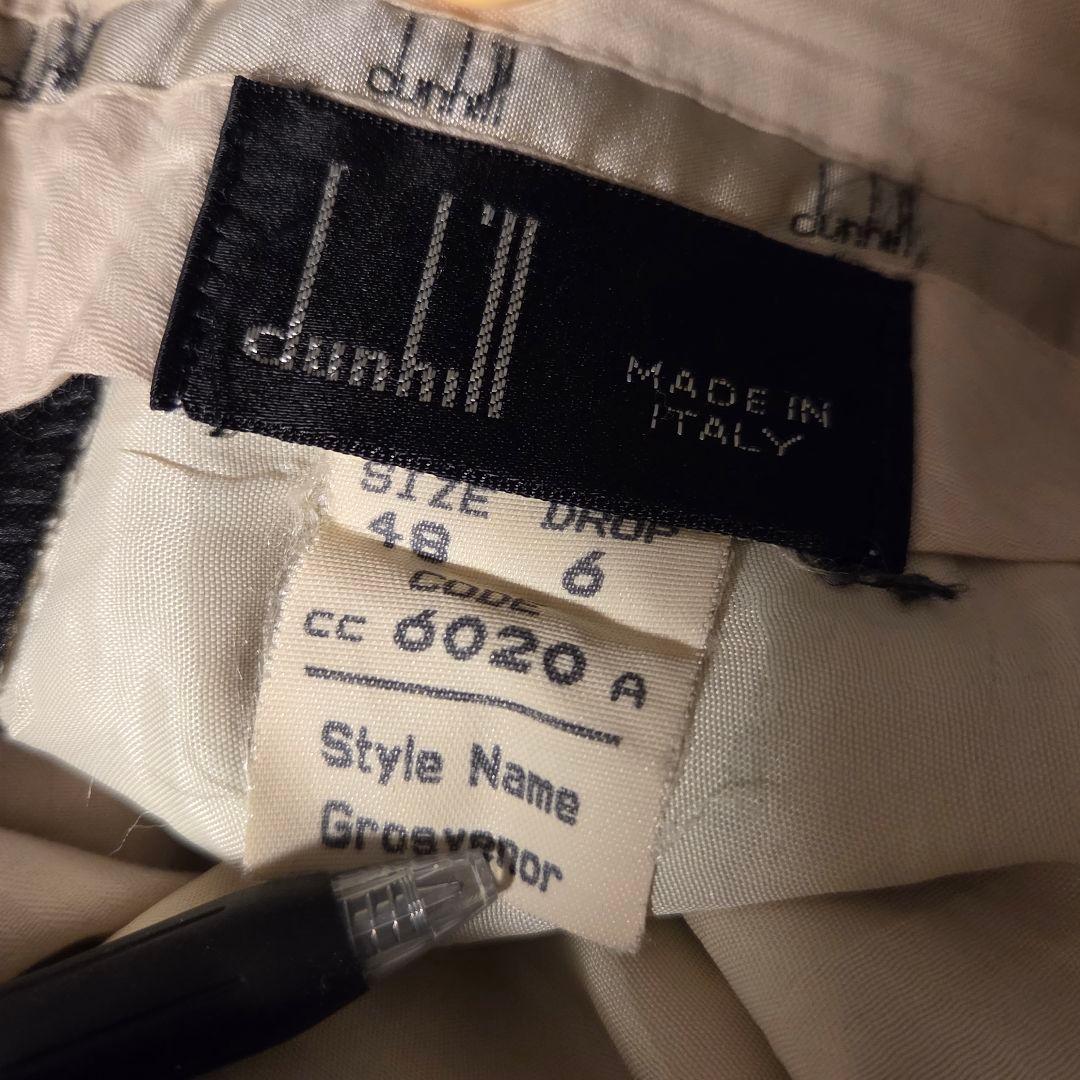 dunhill
dunhill
dunhill
MADE IN
ITALY
SIZE DROP
48 6
CODE
CC 6020 A
Style Name
Grosvenor